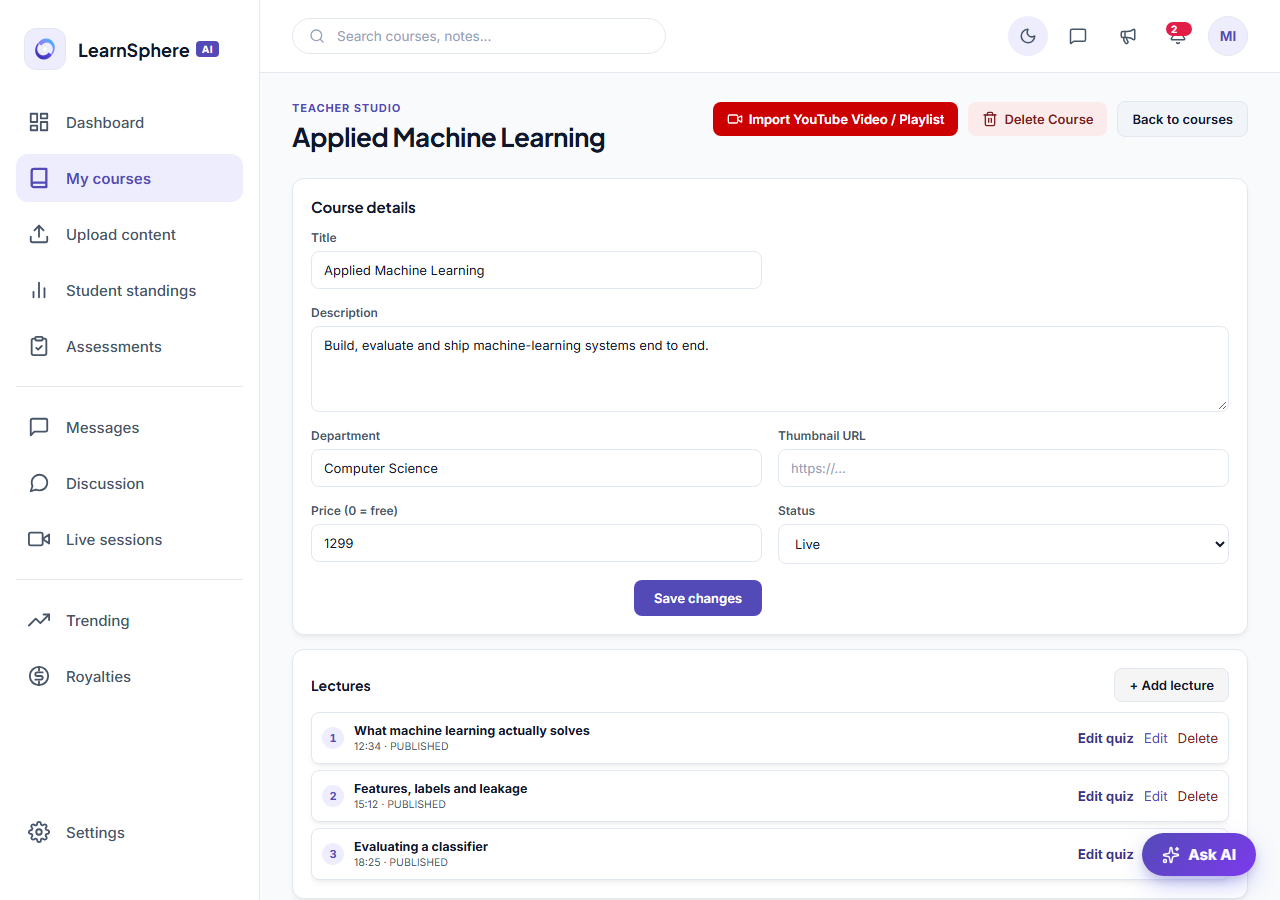 LearnSphere AI
Search courses, notes...
2
MI
Dashboard
My courses
Upload content
Student standings
Assessments
Messages
Discussion
Live sessions
Trending
Royalties
Settings
TEACHER STUDIO
Applied Machine Learning
Import YouTube Video / Playlist
Delete Course
Back to courses
Course details
Title
Applied Machine Learning
Description
Build, evaluate and ship machine-learning systems end to end.
Department
Thumbnail URL
Computer Science
https://...
Price (0 = free)
Status
1299
Live
Save changes
Lectures
+ Add lecture
1 What machine learning actually solves
12:34 · PUBLISHED
Edit quiz Edit Delete
2 Features, labels and leakage
15:12 · PUBLISHED
Edit quiz Edit Delete
3 Evaluating a classifier
18:25 · PUBLISHED
Edit quiz
Ask AI